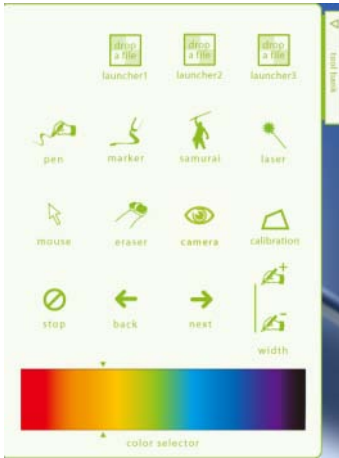 drop a file drop a file drop a file
launcher1 launcher2 launcher3
pen marker samurai laser
mouse eraser camera calibration
stop back next width
color selector
tool bank